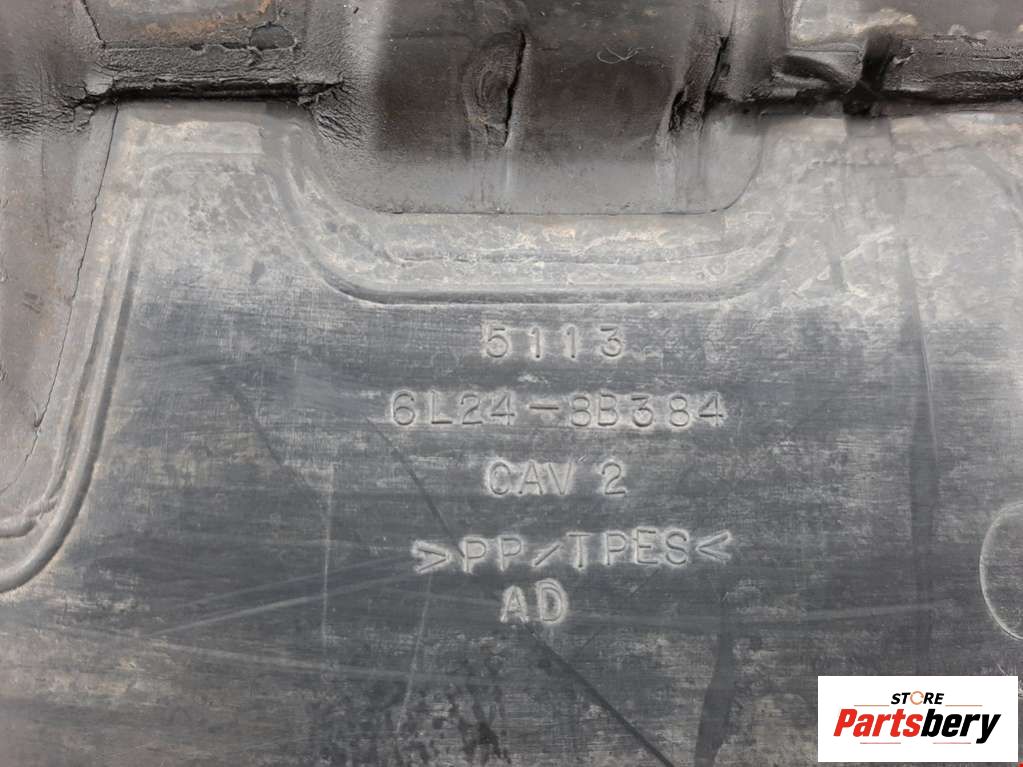 5113
6L24-8B384
CAV 2
>PP/TPES<
AD
STORE
Partsbery